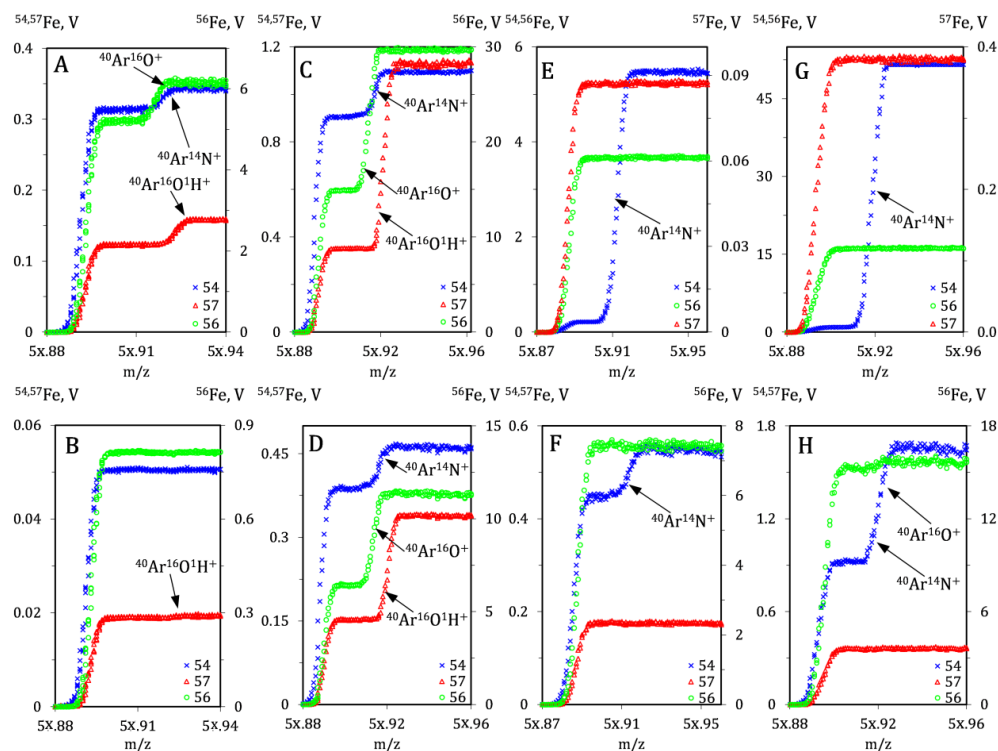 ⁵⁴,⁵⁷Fe, V ⁵⁶Fe, V
A
0.4
0.3
0.2
0.1
0
6
4
2
0
⁴⁰Ar¹⁶O⁺
⁴⁰Ar¹⁴N⁺
⁴⁰Ar¹⁶O¹H⁺
× 54
△ 57
○ 56
5x.88 5x.91 5x.94
m/z
⁵⁴,⁵⁷Fe, V ⁵⁶Fe, V
C
1.2
0.9
0.6
0.3
0
30
20
10
0
⁴⁰Ar¹⁴N⁺
⁴⁰Ar¹⁶O⁺
⁴⁰Ar¹⁶O¹H⁺
× 54
△ 57
○ 56
5x.88 5x.92 5x.96
m/z
⁵⁴,⁵⁶Fe, V ⁵⁷Fe, V
E
6
4
2
0
0.09
0.06
0.03
0.00
⁴⁰Ar¹⁴N⁺
× 54
○ 56
△ 57
5x.87 5x.91
m/z
⁵⁴,⁵⁶Fe, V ⁵⁷Fe, V
G
45
30
15
0
0.4
0.2
0.0
⁴⁰Ar¹⁴N⁺
× 54
○ 56
△ 57
5x.88 5x.92 5x.96
m/z
⁵⁴,⁵⁷Fe, V ⁵⁶Fe, V
B
0.06
0.04
0.02
0
0.9
0.6
0.3
0
⁴⁰Ar¹⁶O¹H⁺
× 54
△ 57
○ 56
5x.88 5x.91 5x.94
m/z
⁵⁴,⁵⁷Fe, V ⁵⁶Fe, V
D
0.45
0.3
0.15
0
15
10
5
0
⁴⁰Ar¹⁴N⁺
⁴⁰Ar¹⁶O⁺
⁴⁰Ar¹⁶O¹H⁺
× 54
△ 57
○ 56
5x.88 5x.92 5x.96
m/z
⁵⁴,⁵⁷Fe, V ⁵⁶Fe, V
F
0.6
0.4
0.2
0
8
6
4
2
0
⁴⁰Ar¹⁴N⁺
× 54
△ 57
○ 56
5x.87 5x.91
m/z
⁵⁴,⁵⁷Fe, V ⁵⁶Fe, V
H
1.8
1.2
0.6
0
18
15
12
9
6
3
0
⁴⁰Ar¹⁶O⁺
⁴⁰Ar¹⁴N⁺
× 54
△ 57
○ 56
5x.88 5x.92 5x.96
m/z